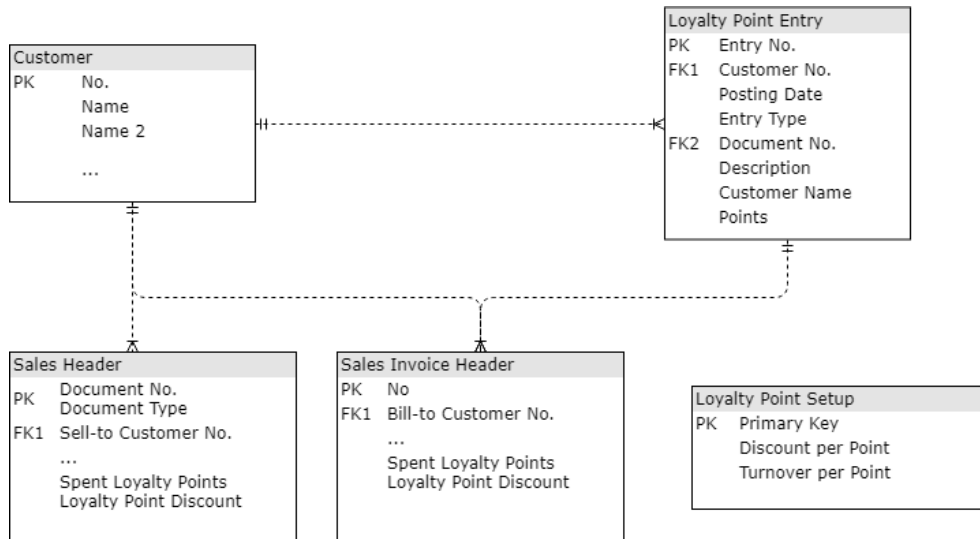 Customer
PK No.
Name
Name 2
...
Loyalty Point Entry
PK Entry No.
FK1 Customer No.
Posting Date
Entry Type
FK2 Document No.
Description
Customer Name
Points
Sales Header
PK Document No.
Document Type
FK1 Sell-to Customer No.
...
Spent Loyalty Points
Loyalty Point Discount
Sales Invoice Header
PK No
FK1 Bill-to Customer No.
...
Spent Loyalty Points
Loyalty Point Discount
Loyalty Point Setup
PK Primary Key
Discount per Point
Turnover per Point